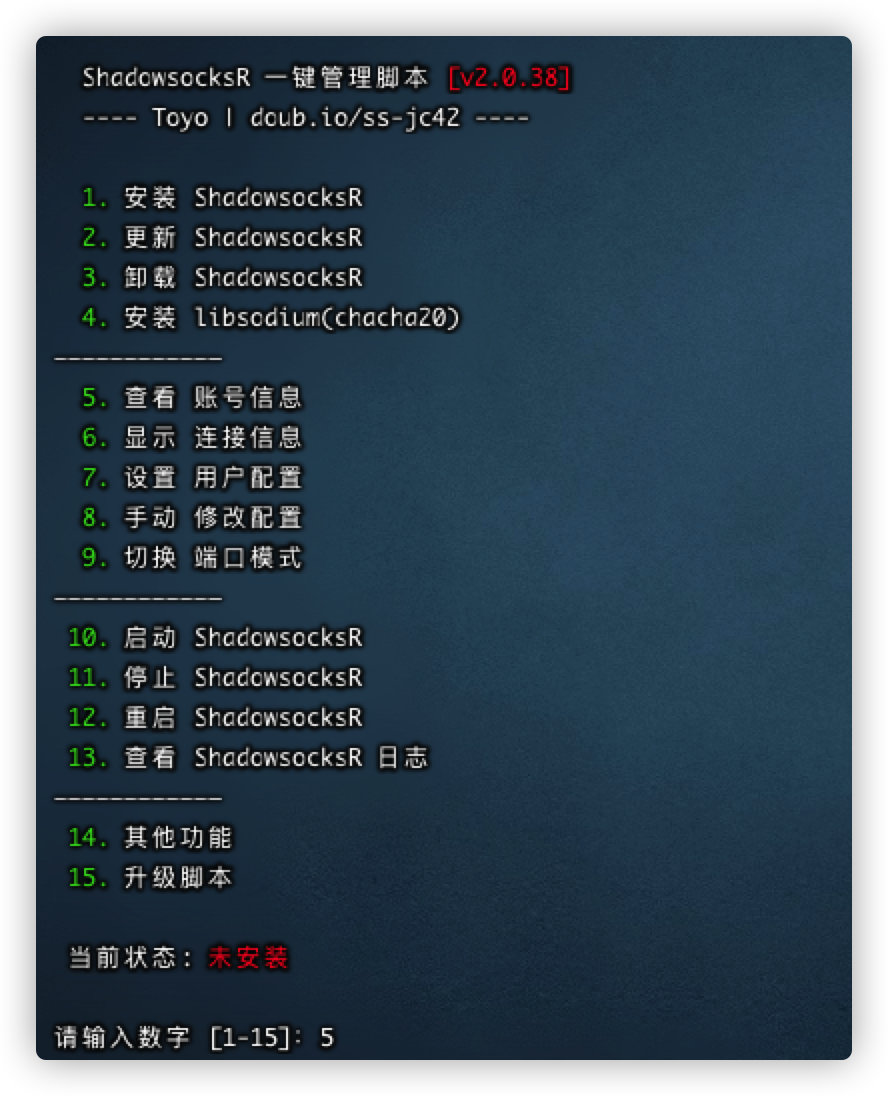 ShadowsocksR 一键管理脚本 [v2.0.38]
---- Toyo | doub.io/ss-jc42 ----
1. 安装 ShadowsocksR
2. 更新 ShadowsocksR
3. 卸载 ShadowsocksR
4. 安装 libsodium(chacha20)
————————————
5. 查看 账号信息
6. 显示 连接信息
7. 设置 用户配置
8. 手动 修改配置
9. 切换 端口模式
————————————
10. 启动 ShadowsocksR
11. 停止 ShadowsocksR
12. 重启 ShadowsocksR
13. 查看 ShadowsocksR 日志
————————————
14. 其他功能
15. 升级脚本
当前状态: 未安装
请输入数字 [1-15]: 5